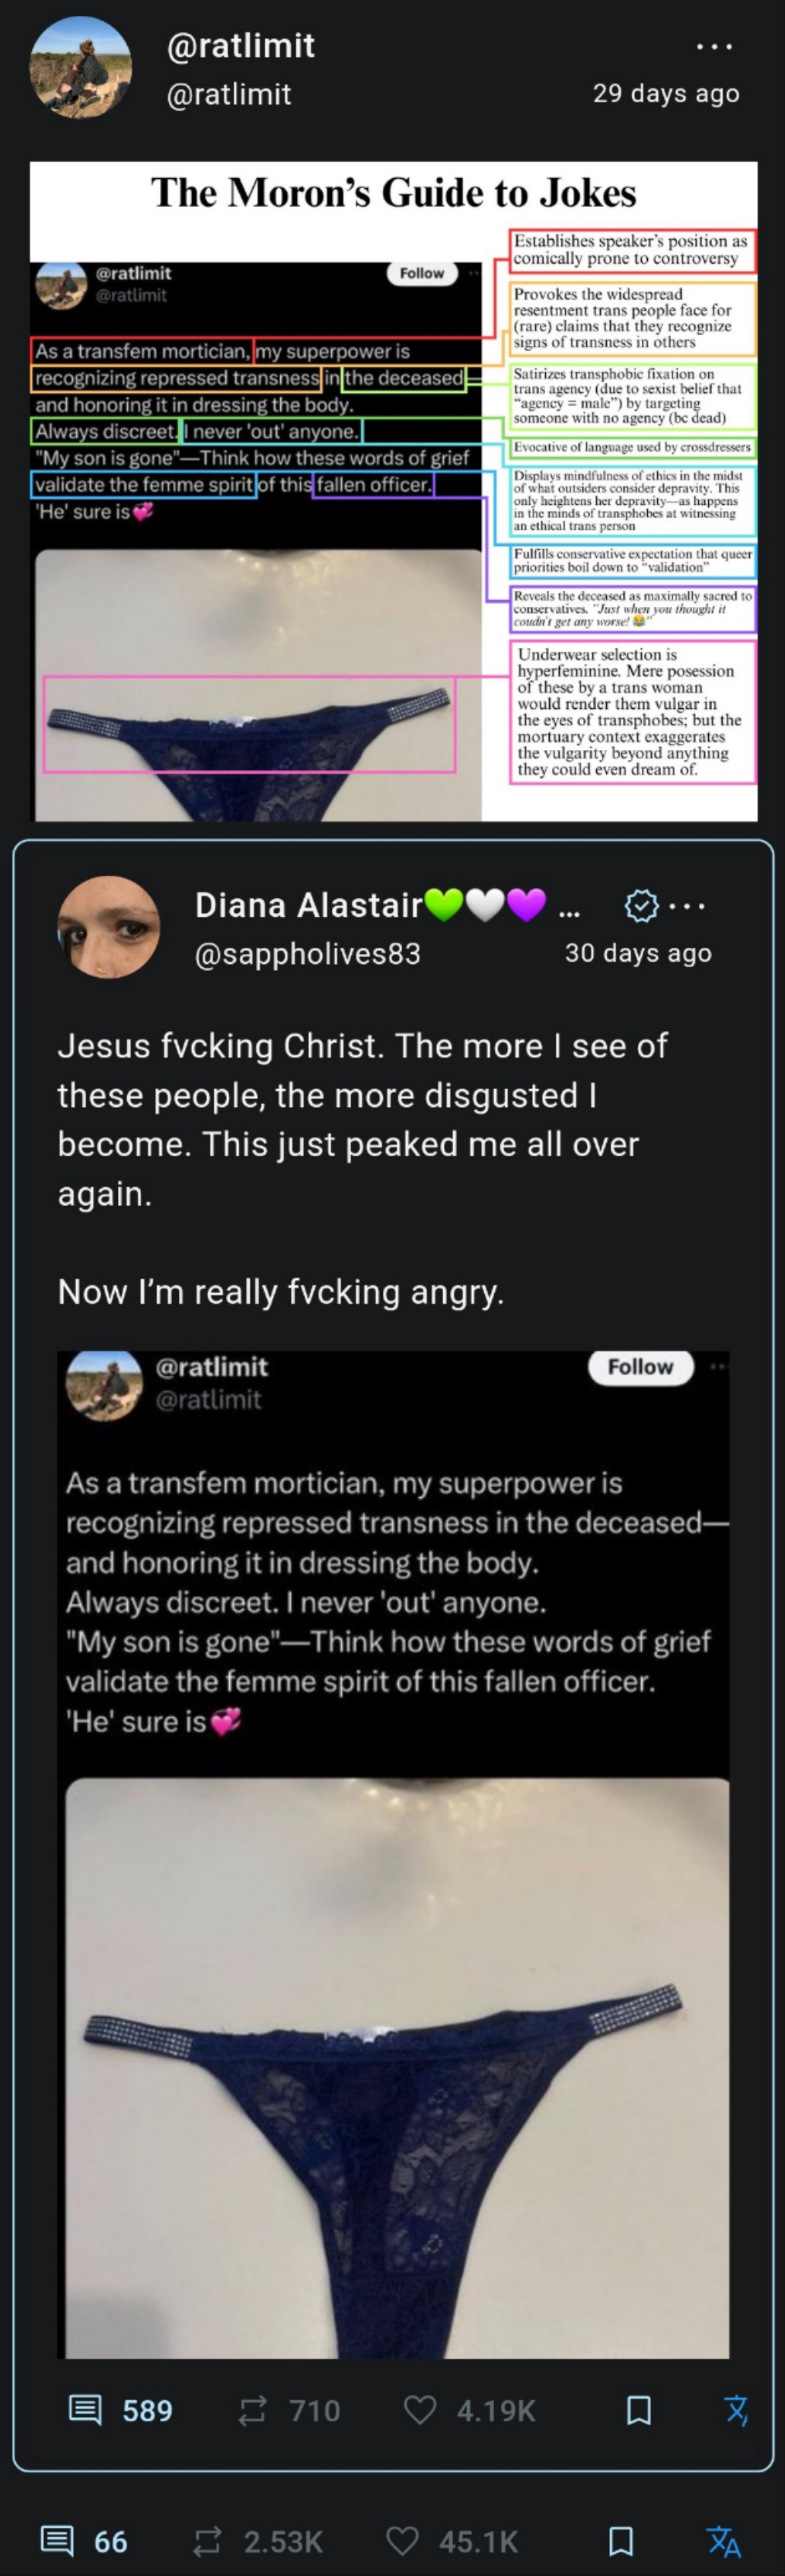 @ratlimit
@ratlimit
29 days ago
The Moron's Guide to Jokes
@ratlimit
@ratlimit
Follow
As a transfem mortician, my superpower is
recognizing repressed transness in the deceased
and honoring it in dressing the body.
Always discreet. I never 'out' anyone.
"My son is gone"—Think how these words of grief
validate the femme spirit of this fallen officer.
'He' sure is💞
Establishes speaker's position as
comically prone to controversy
Provokes the widespread
resentment trans people face for
(rare) claims that they recognize
signs of transness in others
Satirizes transphobic fixation on
trans agency (due to sexist belief that
"agency = male") by targeting
someone with no agency (bc dead)
Evocative of language used by crossdressers
Displays mindfulness of ethics in the midst
of what outsiders consider depravity. This
only heightens her depravity—as happens
in the minds of transphobes at witnessing
an ethical trans person
Fulfills conservative expectation that queer
priorities boil down to "validation"
Reveals the deceased as maximally sacred to
conservatives. "Just when you thought it
coudn't get any worse! 😂"
Underwear selection is
hyperfeminine. Mere posession
of these by a trans woman
would render them vulgar in
the eyes of transphobes; but the
mortuary context exaggerates
the vulgarity beyond anything
they could even dream of.
Diana Alastair💚🤍💜 ...
@sappholives83
30 days ago
Jesus fvcking Christ. The more I see of
these people, the more disgusted I
become. This just peaked me all over
again.
Now I'm really fvcking angry.
@ratlimit
@ratlimit
Follow
As a transfem mortician, my superpower is
recognizing repressed transness in the deceased—
and honoring it in dressing the body.
Always discreet. I never 'out' anyone.
"My son is gone"—Think how these words of grief
validate the femme spirit of this fallen officer.
'He' sure is💞
589 710 4.19K
66 2.53K 45.1K